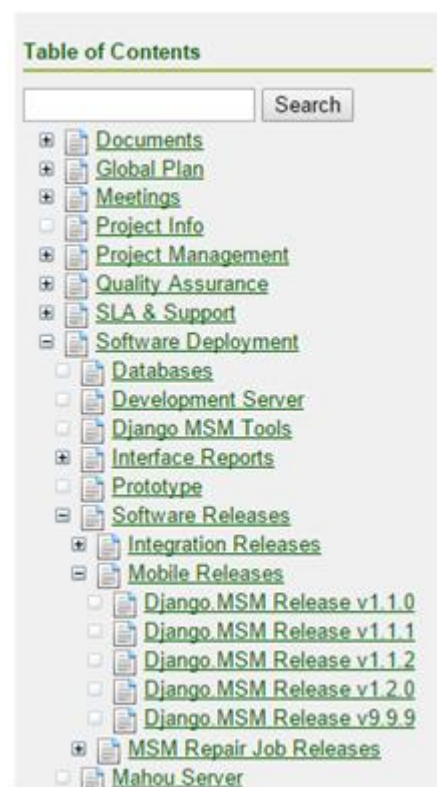 Table of Contents
Search
Documents
Global Plan
Meetings
Project Info
Project Management
Quality Assurance
SLA & Support
Software Deployment
Databases
Development Server
Django MSM Tools
Interface Reports
Prototype
Software Releases
Integration Releases
Mobile Releases
Django.MSM Release v1.1.0
Django.MSM Release v1.1.1
Django.MSM Release v1.1.2
Django.MSM Release v1.2.0
Django.MSM Release v9.9.9
MSM Repair Job Releases
Mahou Server